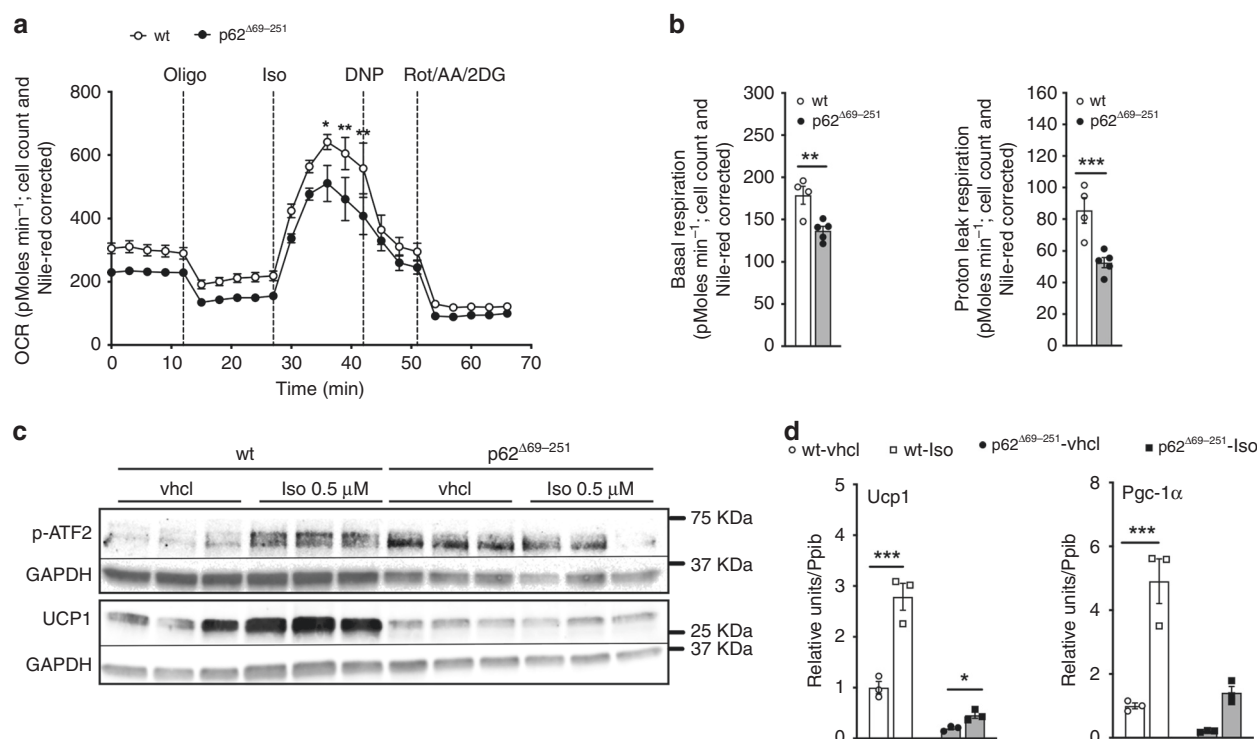 a
wt p62Δ69–251
Oligo Iso DNP Rot/AA/2DG
OCR (pMoles min−1; cell count and
Nile-red corrected)
800
600
400
200
0
* ** **
0 10 20 30 40 50 60 70
Time (min)
b
Basal respiration
(pMoles min−1; cell count and
Nile-red corrected)
300
250
200
150
100
50
0
wt
p62Δ69–251
**
Proton leak respiration
(pMoles min−1; cell count and
Nile-red corrected)
160
140
120
100
80
60
40
20
0
wt
p62Δ69–251
***
c
wt p62Δ69–251
vhcl Iso 0.5 μM vhcl Iso 0.5 μM
p-ATF2
75 KDa
GAPDH
37 KDa
UCP1
25 KDa
GAPDH
37 KDa
d
wt-vhcl wt-Iso p62Δ69–251-vhcl p62Δ69–251-Iso
Relative units/Ppib
5
4
3
2
1
0
Ucp1
***
*
Relative units/Ppib
8
6
4
2
0
Pgc-1α
***